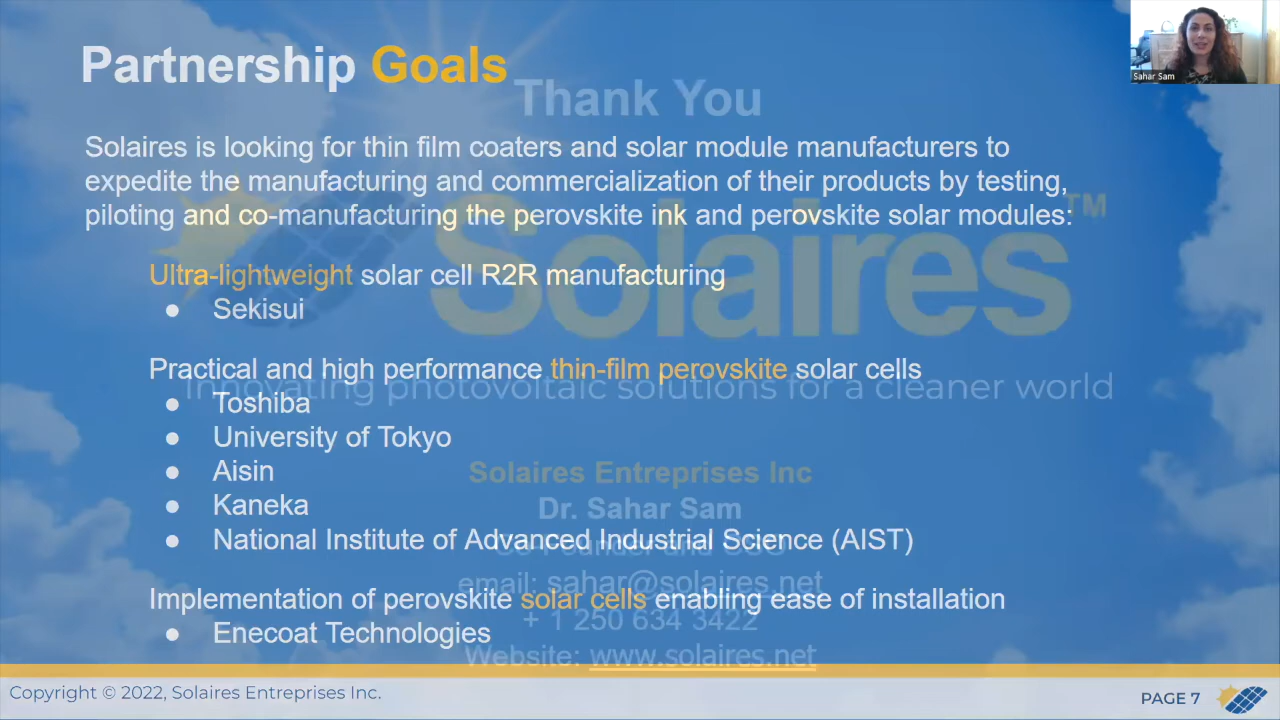 Sahar Sam
Partnership Goals
Thank You
Solaires is looking for thin film coaters and solar module manufacturers to
expedite the manufacturing and commercialization of their products by testing,
piloting and co-manufacturing the perovskite ink and perovskite solar modules:
Solaires™
Ultra-lightweight solar cell R2R manufacturing
● Sekisui
Practical and high performance thin-film perovskite solar cells
Innovating photovoltaic solutions for a cleaner world
● Toshiba
● University of Tokyo
● Aisin
● Kaneka
● National Institute of Advanced Industrial Science (AIST)
Solaires Entreprises Inc
Dr. Sahar Sam
Co-Founder and
email: sahar@solaires.net
+ 1 250 634 3422
Website: www.solaires.net
Implementation of perovskite solar cells enabling ease of installation
● Enecoat Technologies
Copyright © 2022, Solaires Entreprises Inc.
PAGE 7